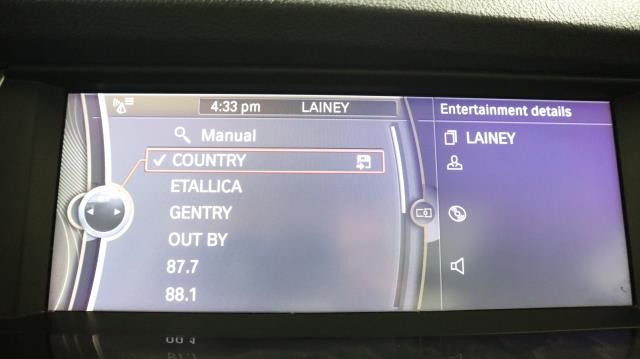 4:33 pm LAINEY
Entertainment details
Manual
LAINEY
COUNTRY
ETALLICA
GENTRY
OUT BY
87.7
88.1